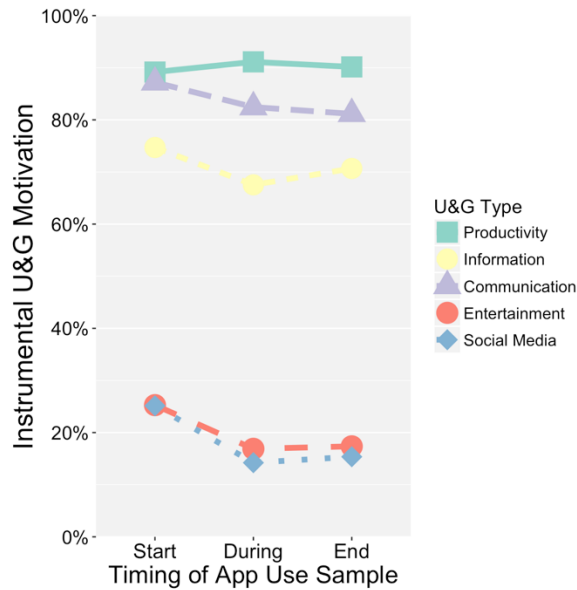 100%
80%
60%
40%
20%
0%
Instrumental U&G Motivation
Start During End
Timing of App Use Sample
U&G Type
Productivity
Information
Communication
Entertainment
Social Media